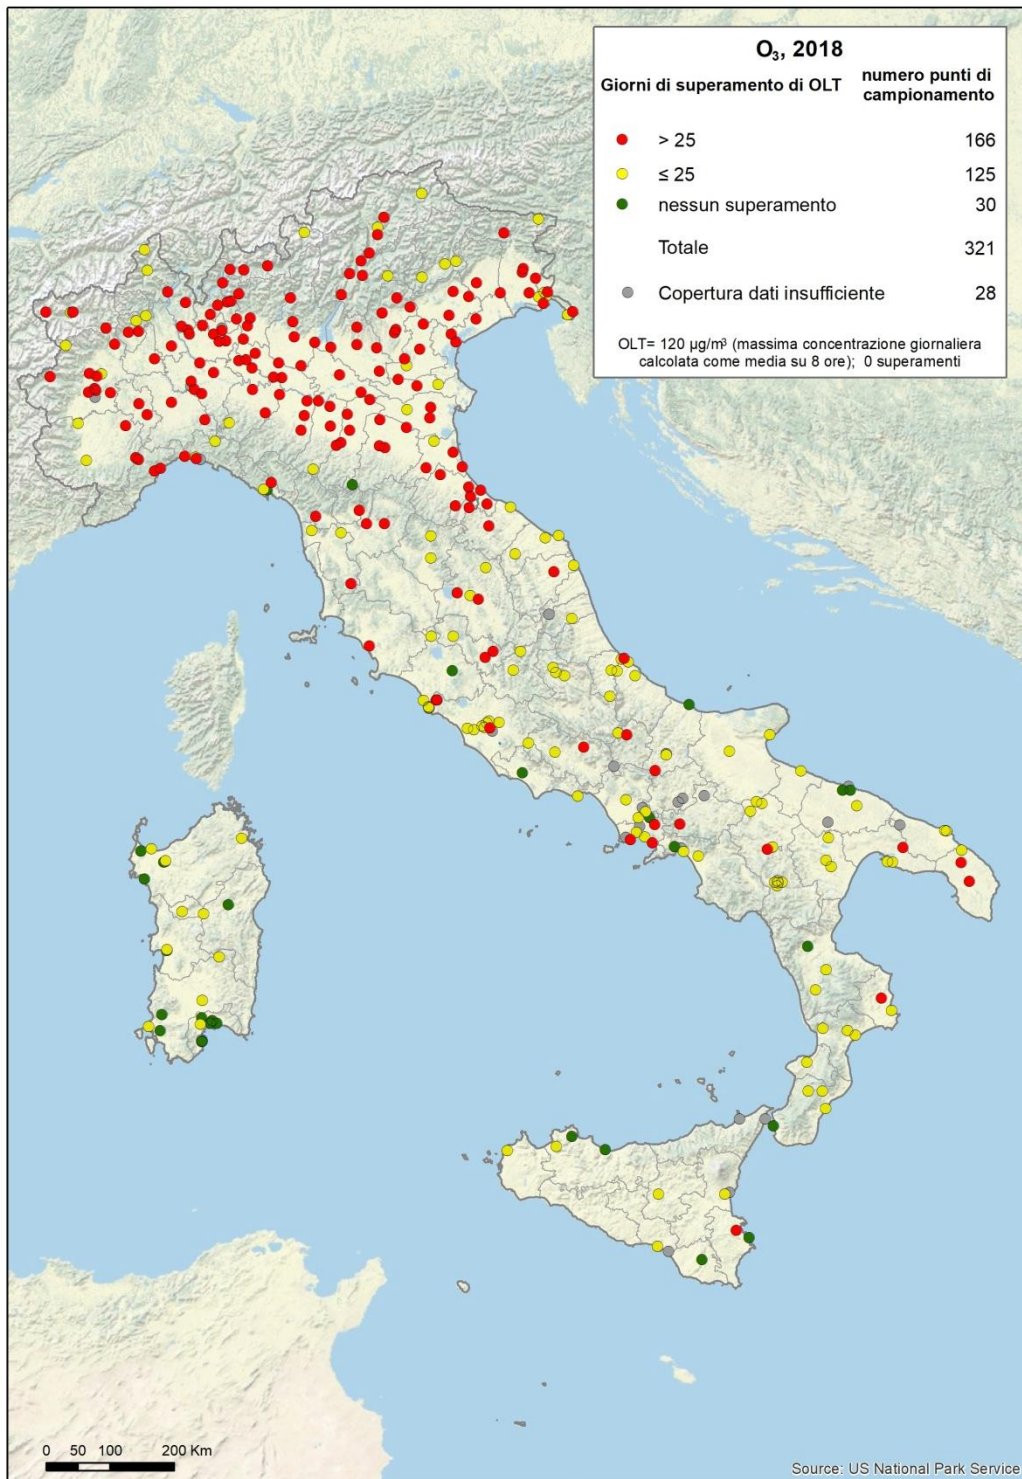 O₃, 2018
Giorni di superamento di OLT
numero punti di
campionamento
> 25 166
≤ 25 125
nessun superamento 30
Totale 321
Copertura dati insufficiente 28
OLT= 120 µg/m³ (massima concentrazione giornaliera
calcolata come media su 8 ore); 0 superamenti
0 50 100 200 Km
Source: US National Park Service